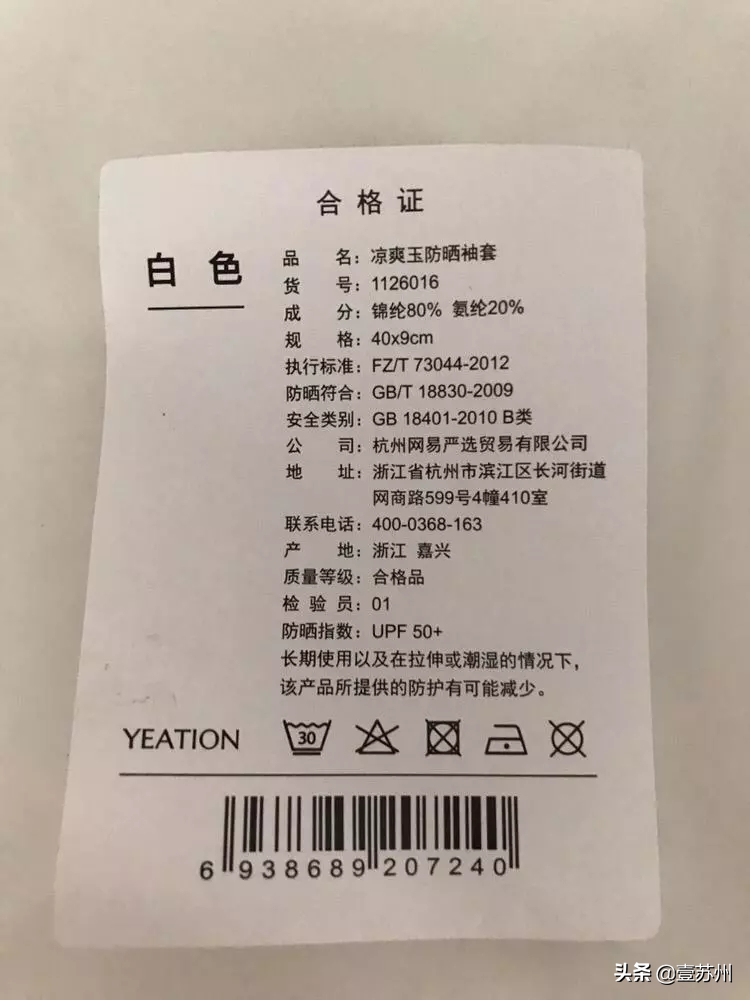 合格证
白色
品名：凉爽玉防晒袖套
货号：1126016
成分：锦纶80% 氨纶20%
规格：40x9cm
执行标准：FZ/T 73044-2012
防晒符合：GB/T 18830-2009
安全类别：GB 18401-2010 B类
公司：杭州网易严选贸易有限公司
地址：浙江省杭州市滨江区长河街道
网商路599号4幢410室
联系电话：400-0368-163
产地：浙江 嘉兴
质量等级：合格品
检验员：01
防晒指数：UPF 50+
长期使用以及在拉伸或潮湿的情况下，
该产品所提供的防护有可能减少。
YEATION 30
6 938689 207240
头条 @壹苏州